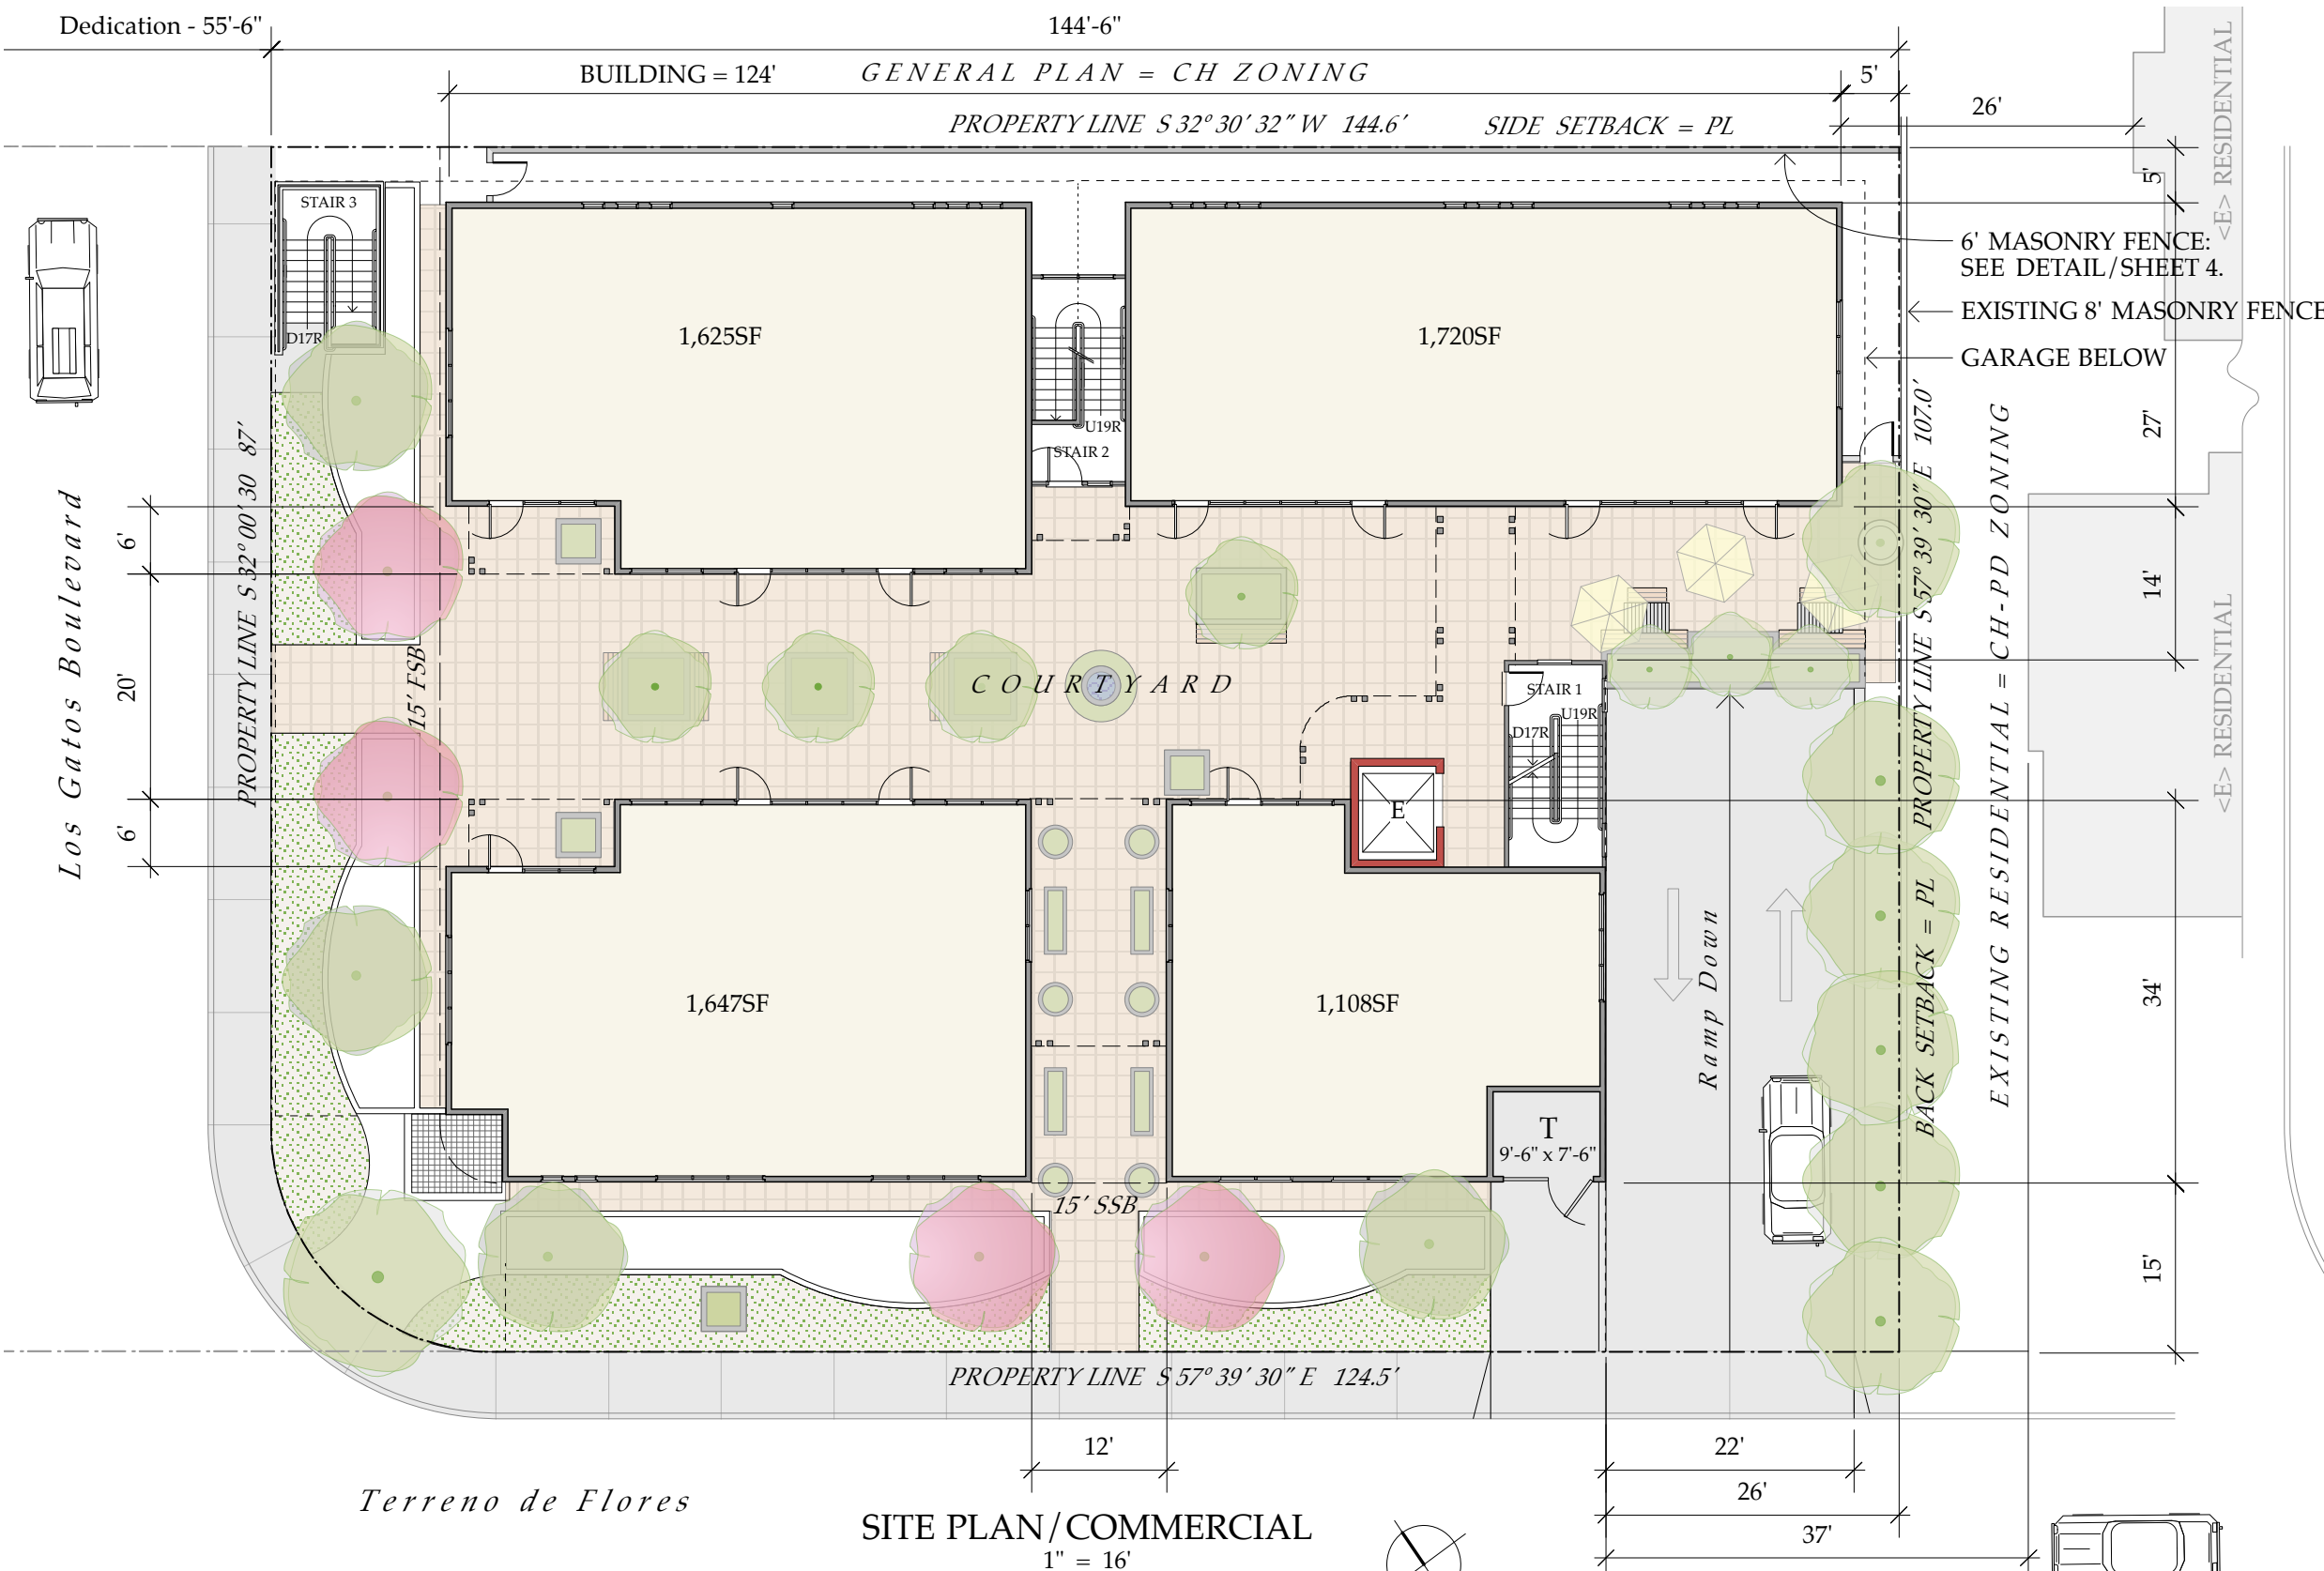 Dedication - 55'-6"
144'-6"
BUILDING = 124'
GENERAL PLAN = CH ZONING
5'
26'
PROPERTY LINE S 32º 30' 32" W 144.6'
SIDE SETBACK = PL
<E> RESIDENTIAL
5'
STAIR 3
6' MASONRY FENCE:
SEE DETAIL/SHEET 4.
EXISTING 8' MASONRY FENCE
D17R
1,625SF
1,720SF
GARAGE BELOW
U19R
STAIR 2
27'
Los Gatos Boulevard
PROPERTY LINE S 32º 00' 30 87'
6'
20'
6'
15' FSB
COURTYARD
14'
STAIR 1
U19R
D17R
E
PROPERTY LINE S 57º 39' 30" E 107.0'
BACK SETBACK = PL
EXISTING RESIDENTIAL = CH-PD ZONING
<E> RESIDENTIAL
Ramp Down
34'
1,647SF
1,108SF
T
9'-6" x 7'-6"
15' SSB
15'
PROPERTY LINE S 57º 39' 30" E 124.5'
12'
22'
26'
37'
Terreno de Flores
SITE PLAN/COMMERCIAL
1" = 16'